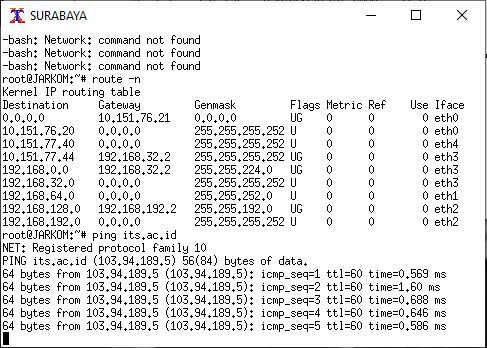 SURABAYA
-bash: Network: command not found
-bash: Network: command not found
-bash: Network: command not found
root@JARKOM:~# route -n
Kernel IP routing table
Destination Gateway Genmask Flags Metric Ref Use Iface
0.0.0.0 10.151.76.21 0.0.0.0 UG 0 0 0 eth0
10.151.76.20 0.0.0.0 255.255.255.252 U 0 0 0 eth0
10.151.77.40 0.0.0.0 255.255.255.252 U 0 0 0 eth4
10.151.77.44 192.168.32.2 255.255.255.252 UG 0 0 0 eth3
192.168.0.0 192.168.32.2 255.255.224.0 UG 0 0 0 eth3
192.168.32.0 0.0.0.0 255.255.255.252 U 0 0 0 eth3
192.168.64.0 0.0.0.0 255.255.252.0 U 0 0 0 eth1
192.168.128.0 192.168.192.2 255.255.192.0 UG 0 0 0 eth2
192.168.192.0 0.0.0.0 255.255.255.252 U 0 0 0 eth2
root@JARKOM:~# ping its.ac.id
NET: Registered protocol family 10
PING its.ac.id (103.94.189.5) 56(84) bytes of data.
64 bytes from 103.94.189.5 (103.94.189.5): icmp_seq=1 ttl=60 time=0.569 ms
64 bytes from 103.94.189.5 (103.94.189.5): icmp_seq=2 ttl=60 time=1.60 ms
64 bytes from 103.94.189.5 (103.94.189.5): icmp_seq=3 ttl=60 time=0.688 ms
64 bytes from 103.94.189.5 (103.94.189.5): icmp_seq=4 ttl=60 time=0.646 ms
64 bytes from 103.94.189.5 (103.94.189.5): icmp_seq=5 ttl=60 time=0.586 ms